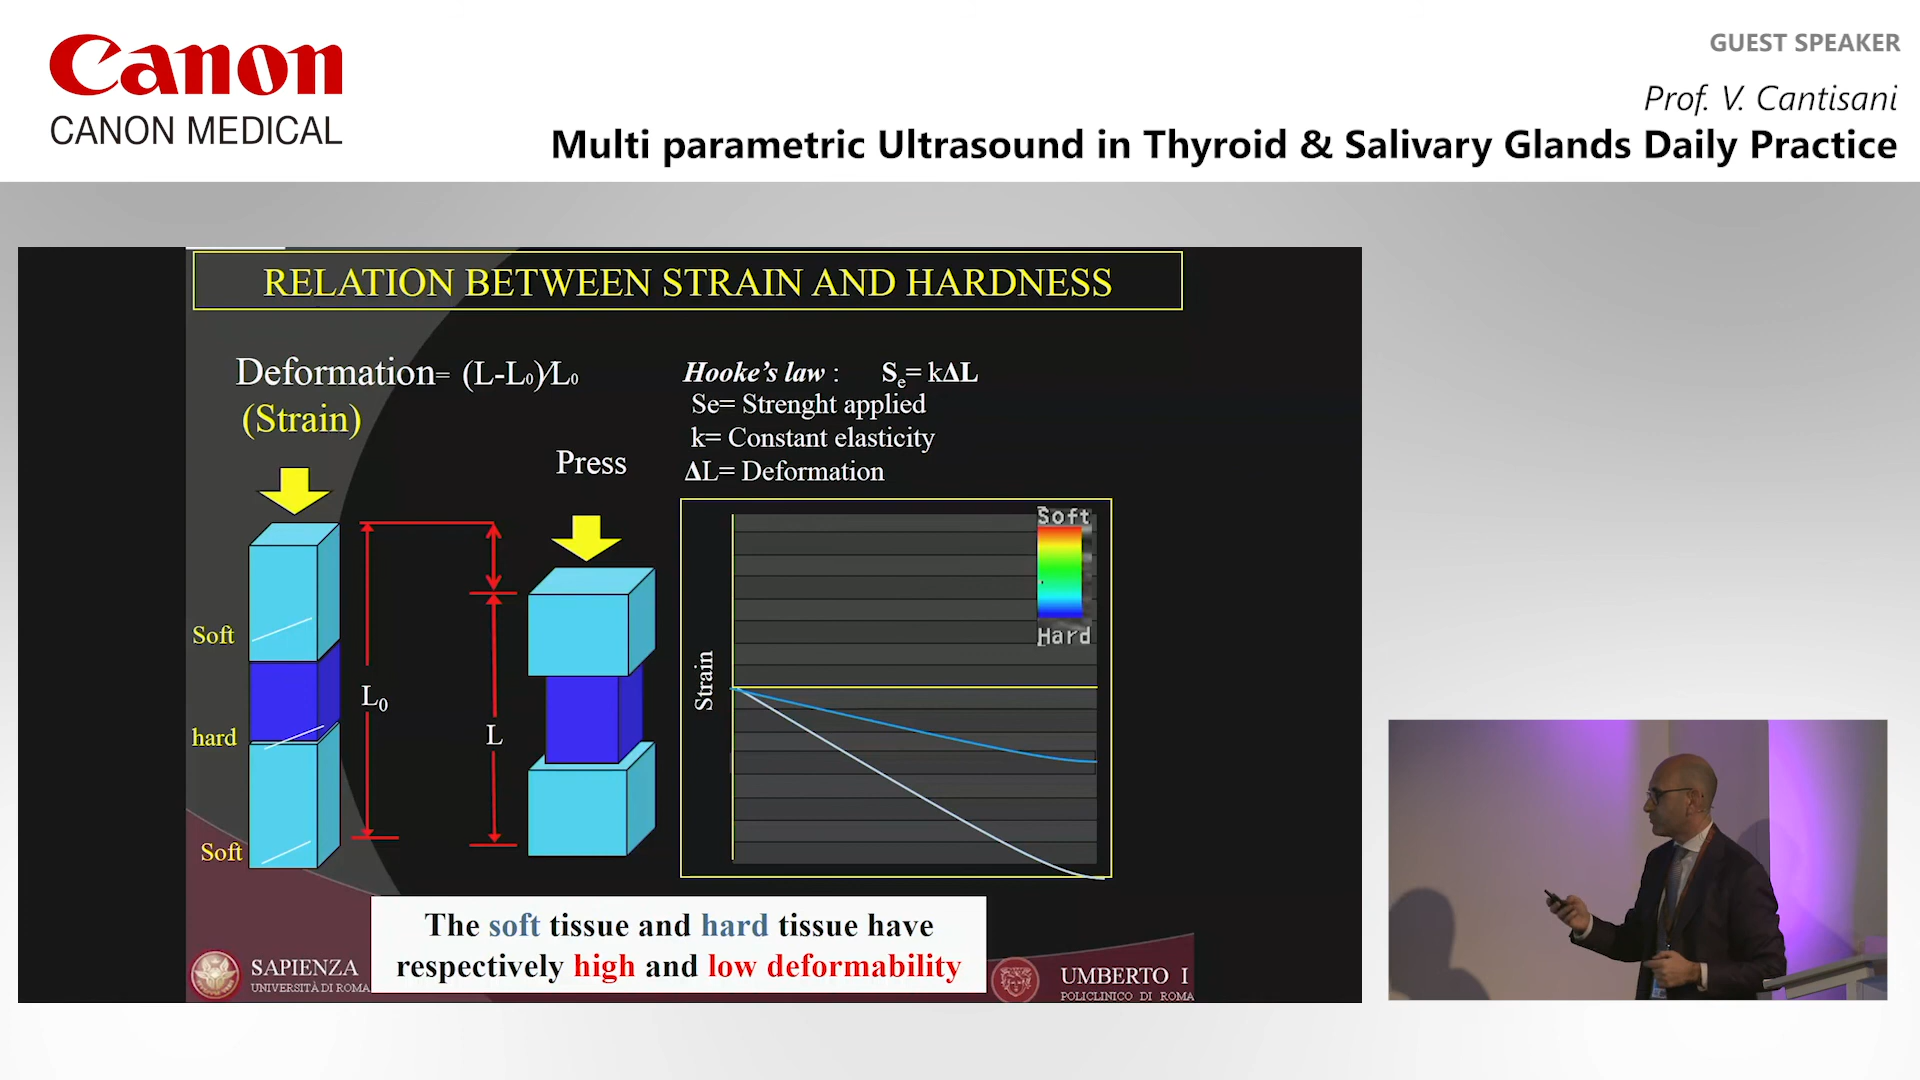 Canon
CANON MEDICAL
GUEST SPEAKER
Prof. V. Cantisani
Multi parametric Ultrasound in Thyroid & Salivary Glands Daily Practice
RELATION BETWEEN STRAIN AND HARDNESS
Deformation= (L-L₀)/L₀
(Strain)
Hooke's law : Sₑ= kΔL
Se= Strenght applied
k= Constant elasticity
ΔL= Deformation
Press
Soft
hard
Soft
L₀
L
Strain
Soft
Hard
The soft tissue and hard tissue have
respectively high and low deformability
SAPIENZA
UNIVERSITÀ DI ROMA
UMBERTO I
POLICLINICO DI ROMA